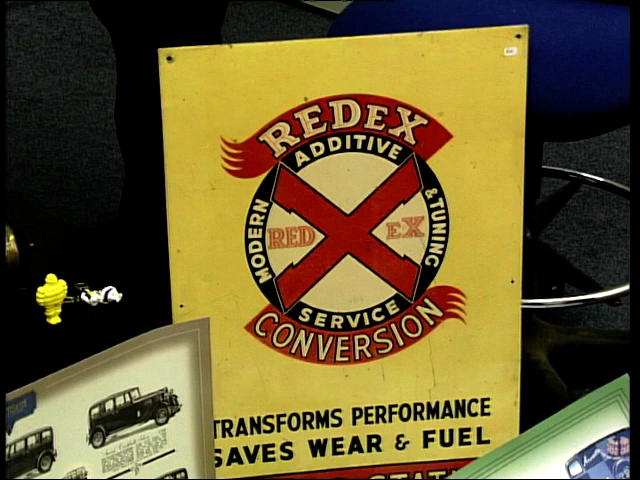 REDEX
ADDITIVE
MODERN
RED EX
& TUNING
SERVICE
CONVERSION
TRANSFORMS PERFORMANCE
SAVES WEAR & FUEL